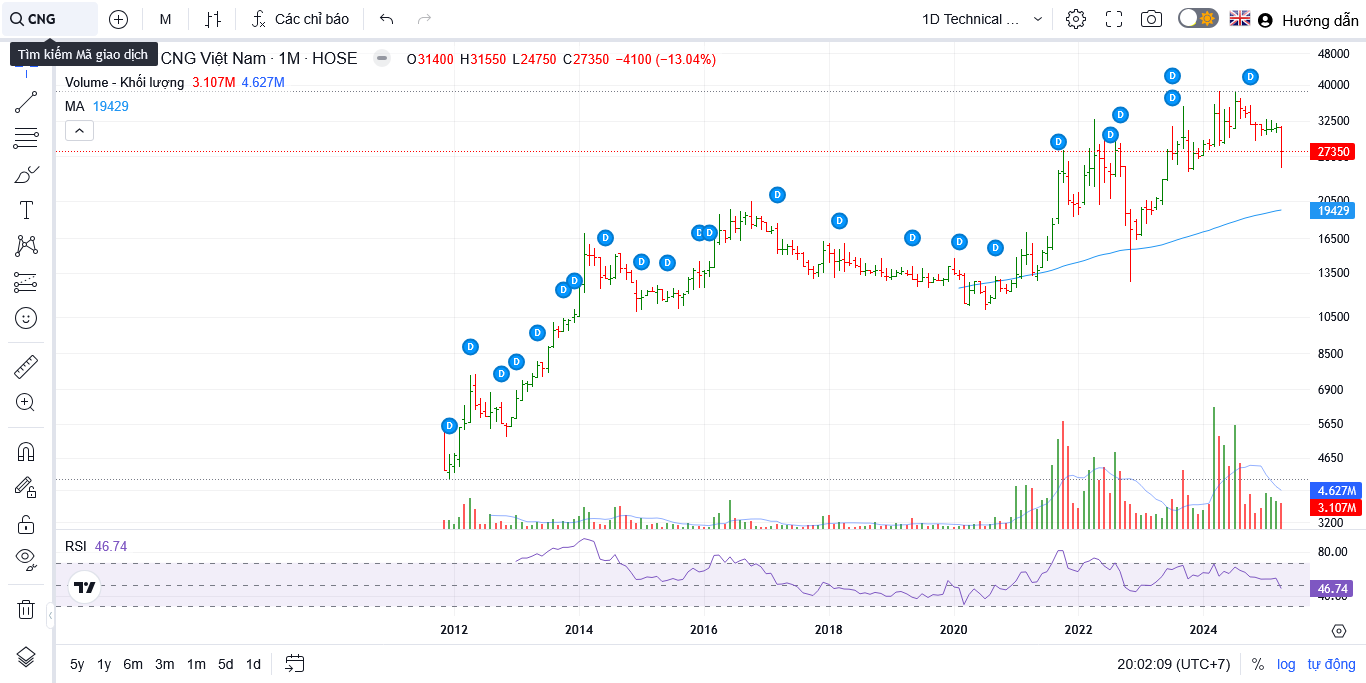 CNG
M
Các chỉ báo
1D Technical ...
Hướng dẫn
Tìm kiếm Mã giao dịch
CNG Việt Nam · 1M · HOSE
O31400 H31550 L24750 C27350 −4100 (−13.04%)
Volume - Khối lượng 3.107M 4.627M
MA 19429
48000
40000
32500
27350
20500
19429
16500
13500
10500
8500
6900
5650
4650
4.627M
3.107M
3200
D D D D D D D D D D D D D D D D D D D D D D D
RSI 46.74
80.00
46.74
2012 2014 2016 2018 2020 2022 2024
5y 1y 6m 3m 1m 5d 1d
20:02:09 (UTC+7)
% log tự động